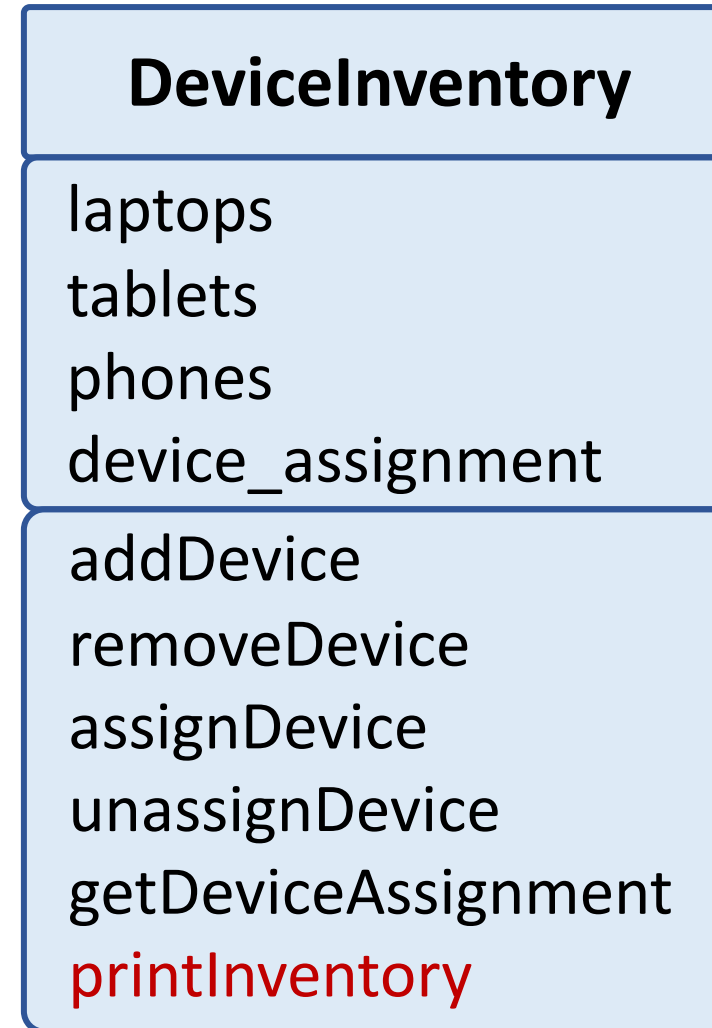 DeviceInventory
laptops
tablets
phones
device_assignment
addDevice
removeDevice
assignDevice
unassignDevice
getDeviceAssignment
printInventory